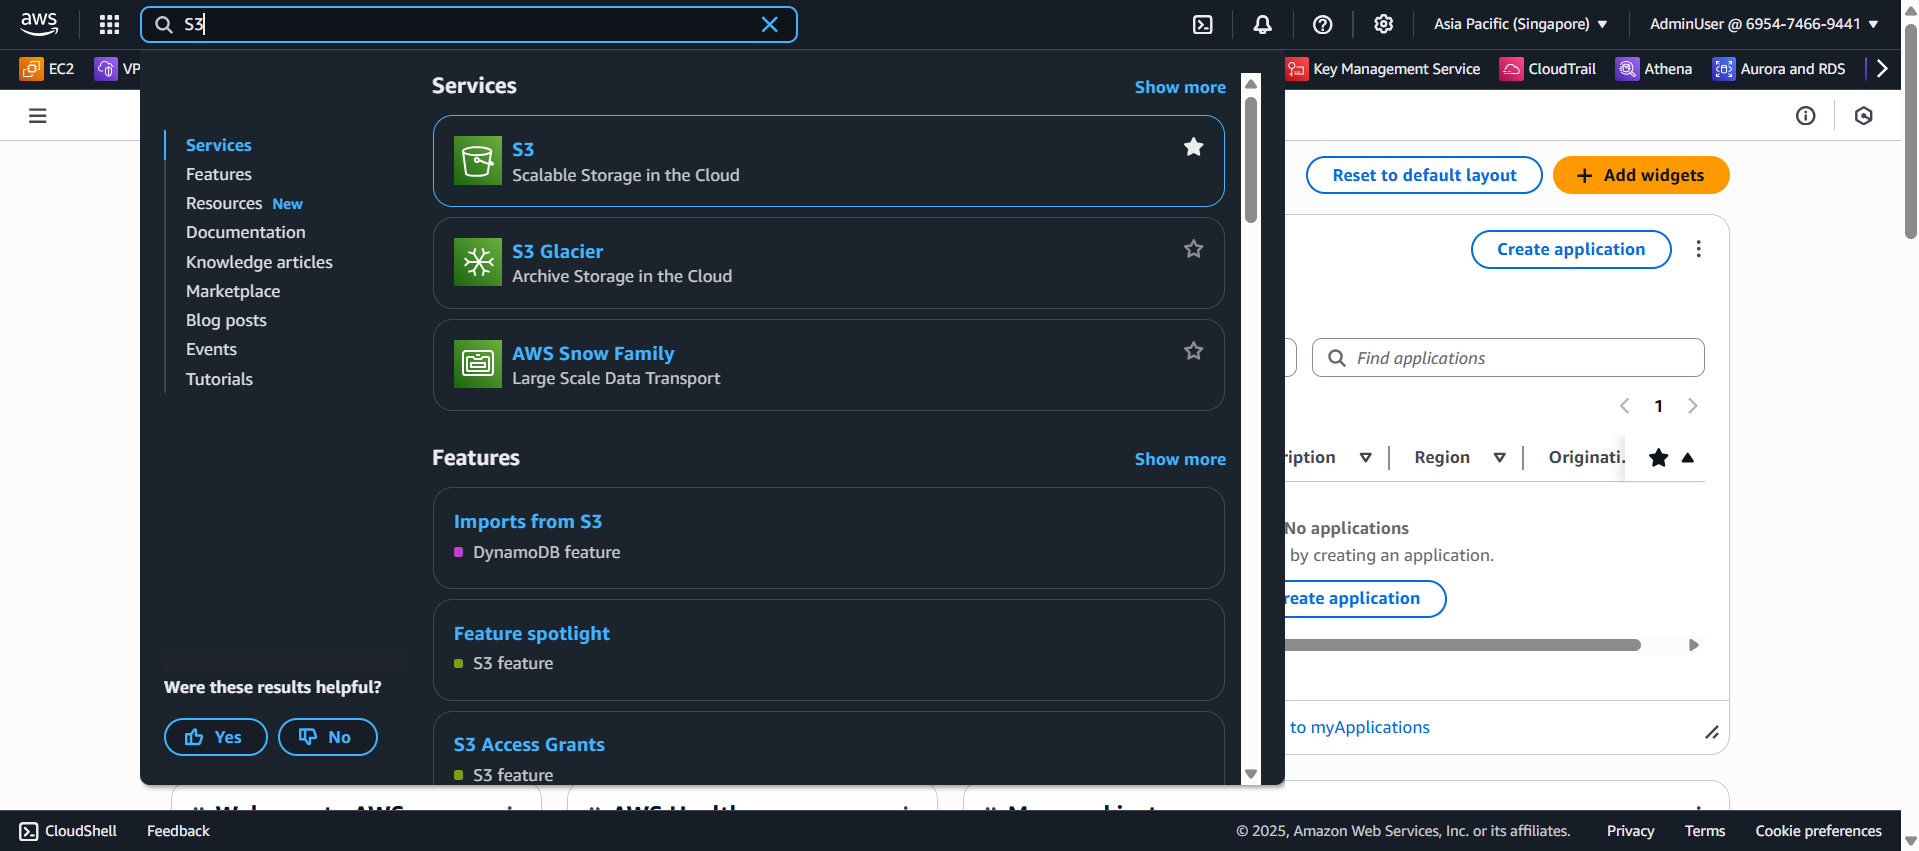 aws
S3
Asia Pacific (Singapore)
AdminUser @ 6954-7466-9441
EC2
VP
Key Management Service
CloudTrail
Athena
Aurora and RDS
Services
Features
Resources New
Documentation
Knowledge articles
Marketplace
Blog posts
Events
Tutorials
Were these results helpful?
Yes
No
Services
Show more
S3
Scalable Storage in the Cloud
S3 Glacier
Archive Storage in the Cloud
AWS Snow Family
Large Scale Data Transport
Features
Show more
Imports from S3
DynamoDB feature
Feature spotlight
S3 feature
S3 Access Grants
S3 feature
Reset to default layout
+ Add widgets
Create application
Find applications
1
ription
Region
Originati.
No applications
by creating an application.
reate application
to myApplications
CloudShell
Feedback
© 2025, Amazon Web Services, Inc. or its affiliates.
Privacy
Terms
Cookie preferences